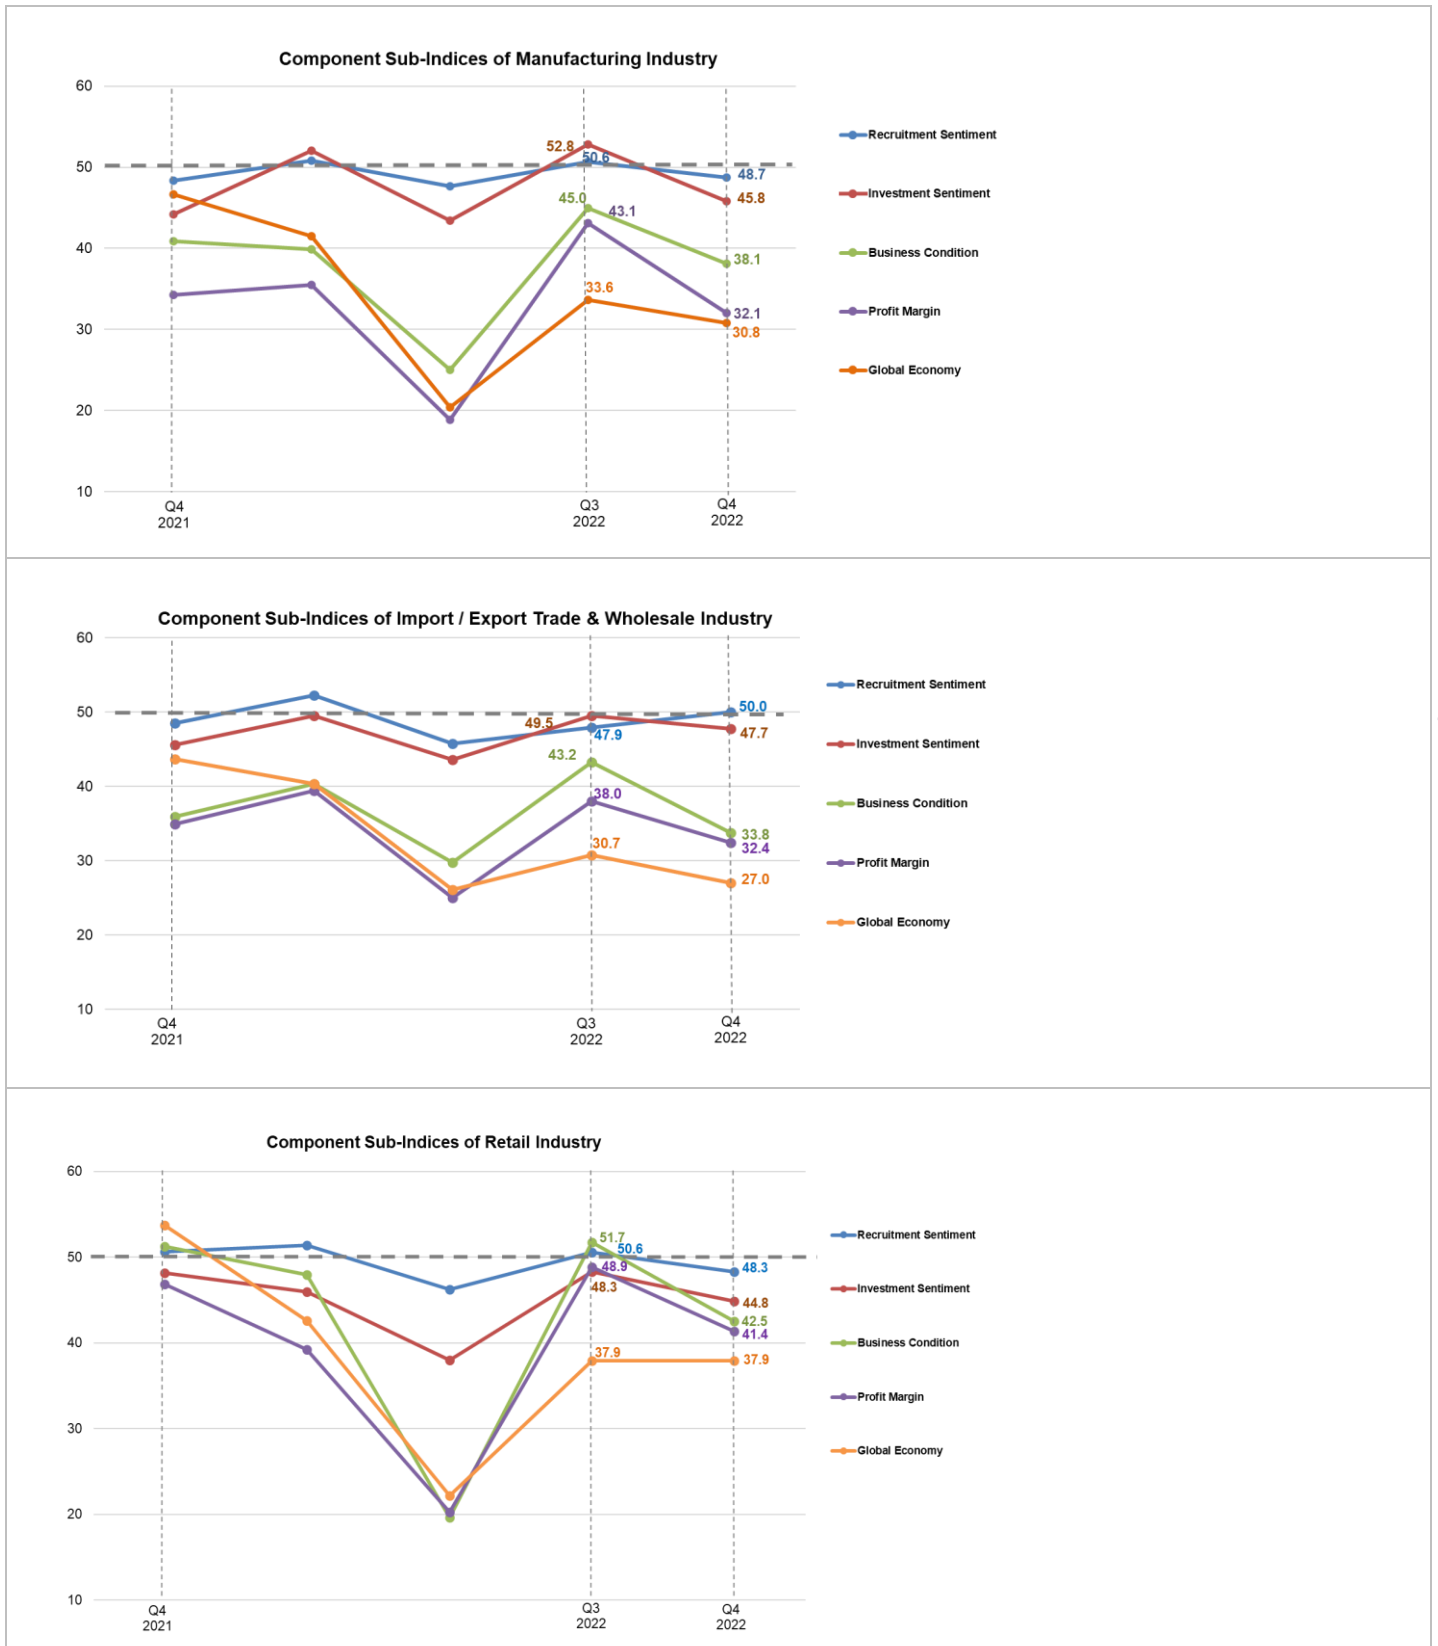 Component Sub-Indices of Manufacturing Industry
60
50
40
30
20
10
52.8
50.6
48.7
45.8
45.0
43.1
38.1
33.6
32.1
30.8
Q4
2021
Q3
2022
Q4
2022
Recruitment Sentiment
Investment Sentiment
Business Condition
Profit Margin
Global Economy
Component Sub-Indices of Import / Export Trade & Wholesale Industry
60
50
40
30
20
10
50.0
49.5
47.9
47.7
43.2
38.0
33.8
32.4
30.7
27.0
Q4
2021
Q3
2022
Q4
2022
Recruitment Sentiment
Investment Sentiment
Business Condition
Profit Margin
Global Economy
Component Sub-Indices of Retail Industry
60
50
40
30
20
10
51.7
50.6
48.9
48.3
48.3
44.8
42.5
41.4
37.9
37.9
Q4
2021
Q3
2022
Q4
2022
Recruitment Sentiment
Investment Sentiment
Business Condition
Profit Margin
Global Economy